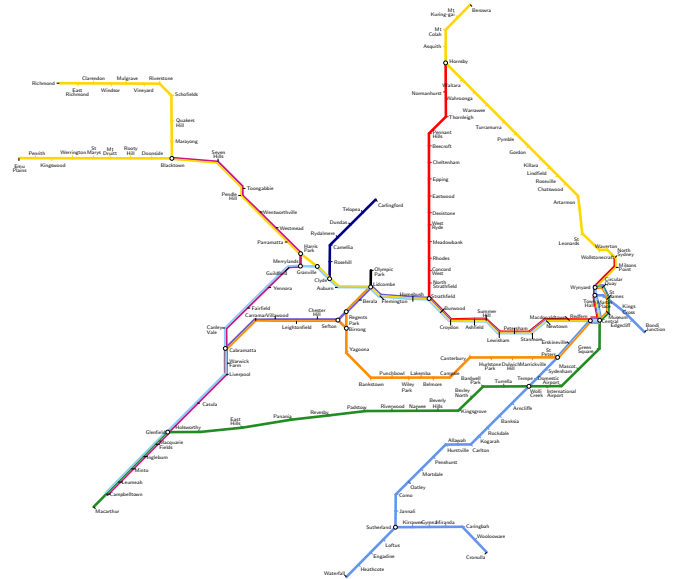 Berowra
Mt
Kuring-gai
Mt
Colah
Asquith
Hornsby
Waitara
Normanhurst
Wahroonga
Thornleigh
Warrawee
Turramurra
Pymble
Gordon
Killara
Lindfield
Roseville
Chatswood
Artarmon
St
Leonards
Waverton
Wollstonecraft
North
Sydney
Milsons
Point
Richmond
Clarendon
Mulgrave
Riverstone
East
Richmond
Windsor
Vineyard
Schofields
Quakers
Hill
Marayong
Emu
Plains
Penrith
Kingswood
Werrington
St
Marys
Mt
Druitt
Rooty
Hill
Doonside
Blacktown
Seven
Hills
Toongabbie
Pendle
Hill
Wentworthville
Westmead
Parramatta
Harris
Park
Merrylands
Granville
Guildford
Yennora
Fairfield
Canley
Vale
Cabramatta
Carramar
Villawood
Leightonfield
Chester
Hill
Sefton
Regents
Park
Birrong
Yagoona
Bankstown
Punchbowl
Wiley
Park
Lakemba
Belmore
Campsie
Canterbury
Hurlstone
Park
Dulwich
Hill
Marrickville
Carlingford
Telopea
Dundas
Rydalmere
Camellia
Rosehill
Clyde
Auburn
Olympic
Park
Lidcombe
Berala
Flemington
Homebush
Strathfield
Pennant
Hills
Beecroft
Cheltenham
Epping
Eastwood
Denistone
West
Ryde
Meadowbank
Rhodes
Concord
West
North
Strathfield
Burwood
Croydon
Ashfield
Summer
Hill
Lewisham
Petersham
Stanmore
Newtown
Macdonaldtown
Redfern
Erskineville
St
Peters
Sydenham
Circular
Quay
Wynyard
St
James
Town
Hall
Museum
Central
Kings
Cross
Edgecliff
Bondi
Junction
Green
Square
Mascot
Domestic
Airport
International
Airport
Tempe
Wolli
Creek
Turrella
Bardwell
Park
Bexley
North
Kingsgrove
Beverly
Hills
Narwee
Riverwood
Padstow
Revesby
Panania
East
Hills
Holsworthy
Glenfield
Warwick
Farm
Liverpool
Casula
Macquarie
Fields
Ingleburn
Minto
Leumeah
Campbelltown
Macarthur
Arncliffe
Banksia
Rockdale
Kogarah
Carlton
Allawah
Hurstville
Penshurst
Mortdale
Oatley
Como
Jannali
Sutherland
Kirrawee
Gymea
Miranda
Caringbah
Woolooware
Cronulla
Loftus
Engadine
Heathcote
Waterfall